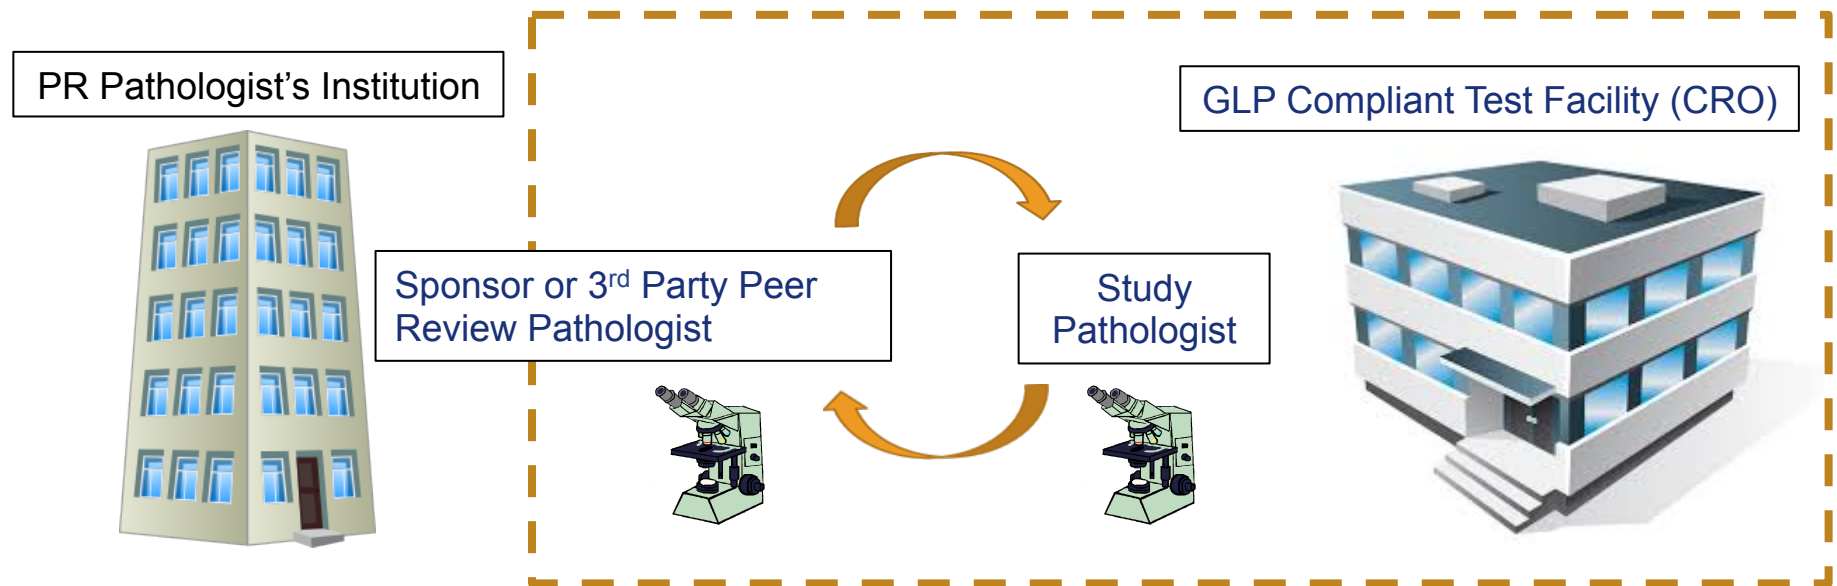 PR Pathologist’s Institution
GLP Compliant Test Facility (CRO)
Sponsor or 3rd Party Peer
Review Pathologist
Study
Pathologist